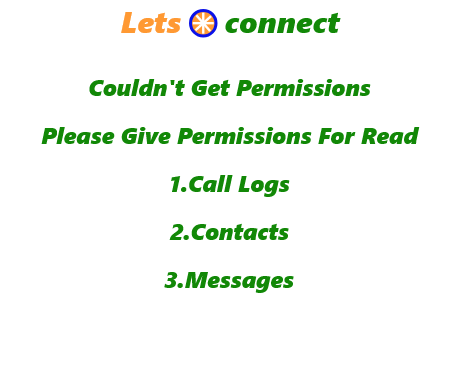 Lets connect
Couldn't Get Permissions
Please Give Permissions For Read
1.Call Logs
2.Contacts
3.Messages